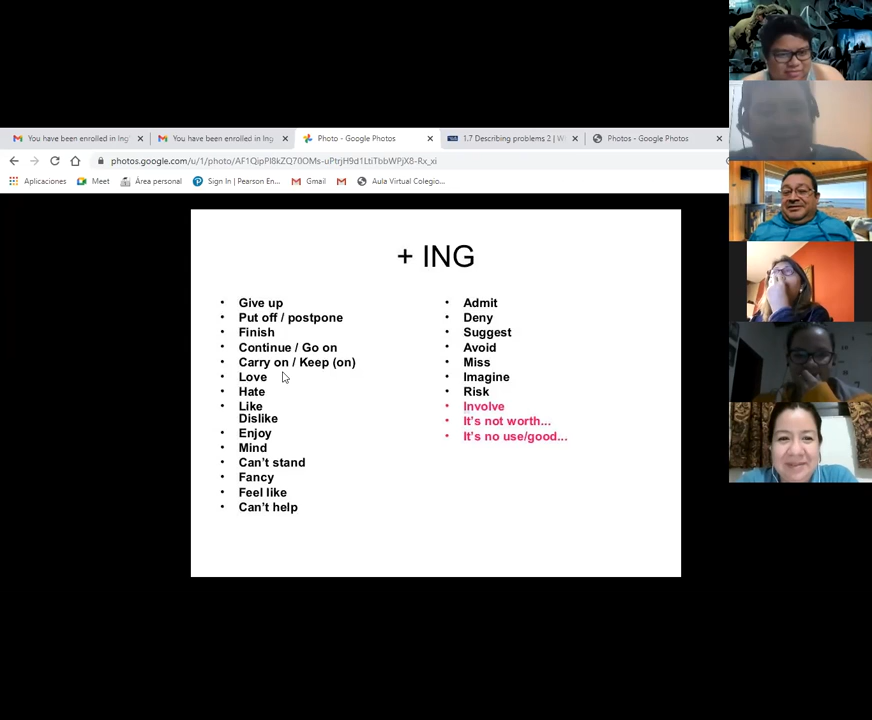 You have been enrolled in Ing
You have been enrolled in Ing
Photo - Google Photos
1.7 Describing problems 2 | W
Photos - Google Photos
photos.google.com/u/1/photo/
Aplicaciones
Meet
Área personal
Sign In | Pearson En...
Gmail
Aula Virtual Colegio...
+ ING
Give up
Put off / postpone
Finish
Continue / Go on
Carry on / Keep (on)
Love
Hate
Like
Dislike
Enjoy
Mind
Can't stand
Fancy
Feel like
Can't help
Admit
Deny
Suggest
Avoid
Miss
Imagine
Risk
Involve
It's not worth...
It's no use/good...